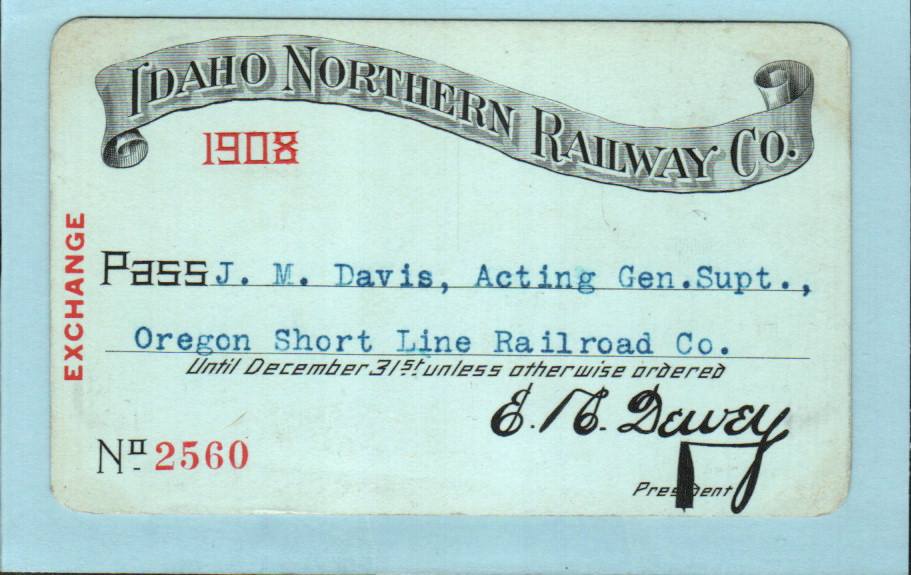 IDAHO NORTHERN RAILWAY CO.
1908
EXCHANGE
Pass J. M. Davis, Acting Gen.Supt.,
Oregon Short Line Railroad Co.
Until December 31st unless otherwise ordered
E. H. Dewey
President
No 2560